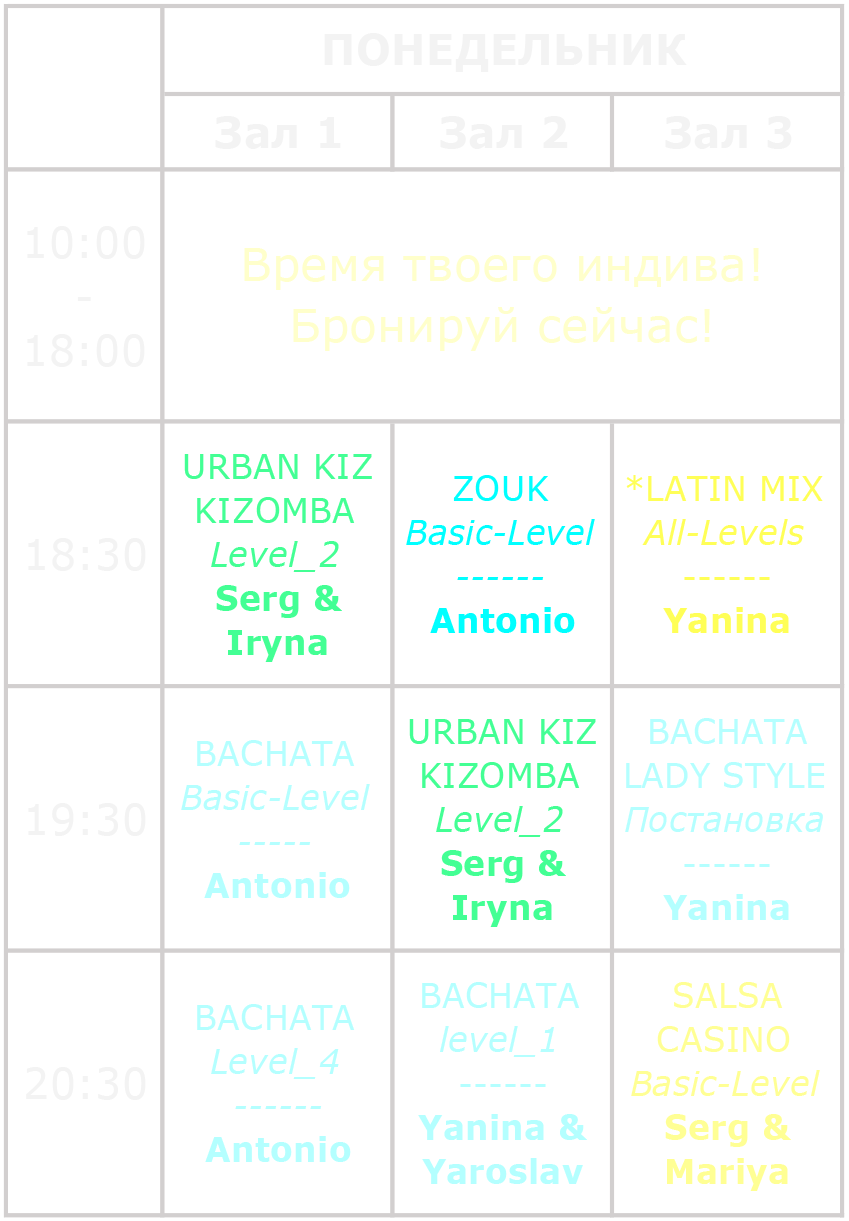 ПОНЕДЕЛЬНИК
Зал 1 Зал 2 Зал 3
10:00
-
18:00
Время твоего индива!
Бронируй сейчас!
18:30
URBAN KIZ
KIZOMBA
Level_2
Serg &
Iryna
ZOUK
Basic-Level
------
Antonio
*LATIN MIX
All-Levels
------
Yanina
19:30
BACHATA
Basic-Level
-----
Antonio
URBAN KIZ
KIZOMBA
Level_2
Serg &
Iryna
BACHATA
LADY STYLE
Постановка
------
Yanina
20:30
BACHATA
Level_4
------
Antonio
BACHATA
level_1
------
Yanina &
Yaroslav
SALSA
CASINO
Basic-Level
Serg &
Mariya